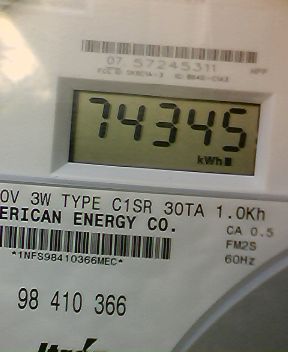 07 57245311
74345
kWh
0V 3W TYPE C1SR 30TA 1.0Kh
ERICAN ENERGY CO.
CA 0.5
FM2S
*1NFS98410366MEC*
60Hz
98 410 366
Itron